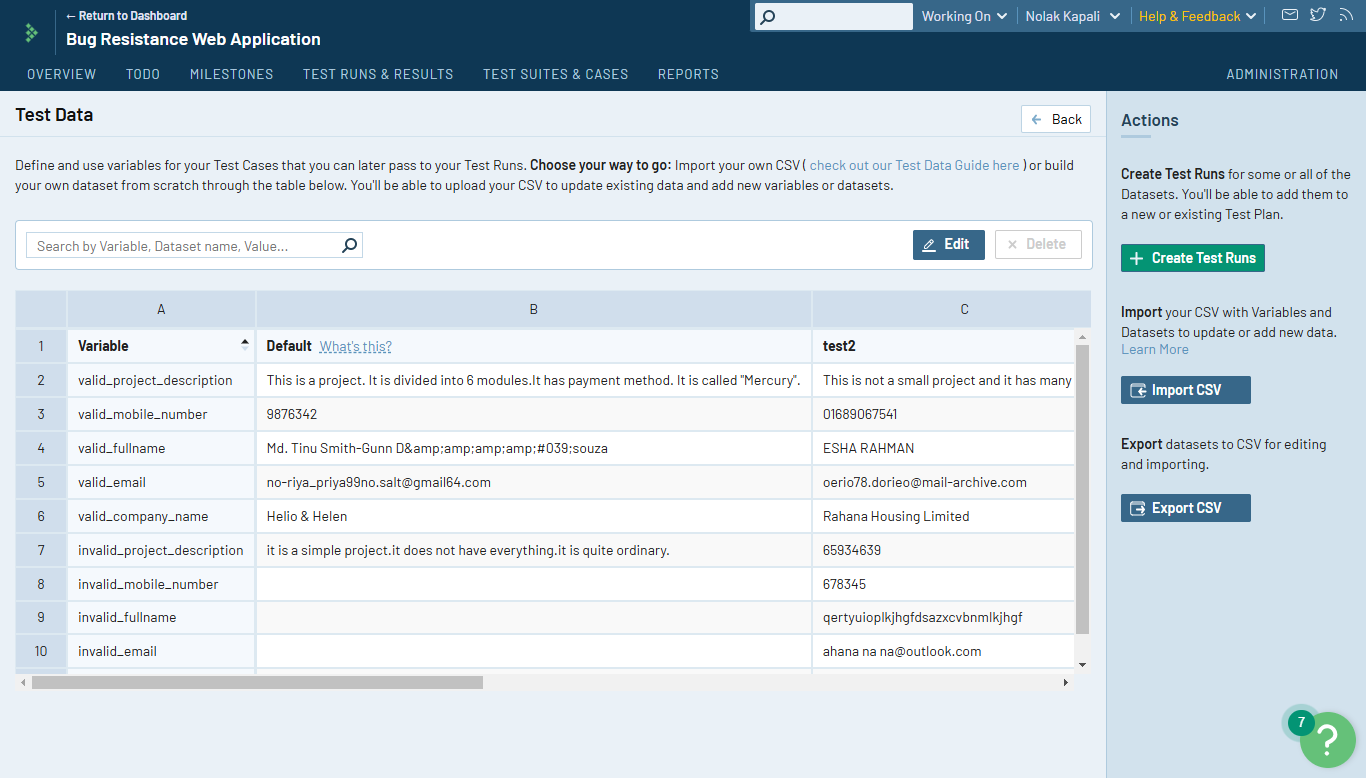 ← Return to Dashboard
Bug Resistance Web Application
Working On
Nolak Kapali
Help & Feedback
OVERVIEW TODO MILESTONES TEST RUNS & RESULTS TEST SUITES & CASES REPORTS ADMINISTRATION
Test Data
← Back
Define and use variables for your Test Cases that you can later pass to your Test Runs. Choose your way to go: Import your own CSV ( check out our Test Data Guide here ) or build
your own dataset from scratch through the table below. You'll be able to upload your CSV to update existing data and add new variables or datasets.
Search by Variable, Dataset name, Value...
Edit
× Delete
A B C
1 Variable Default What's this? test2
2 valid_project_description This is a project. It is divided into 6 modules.It has payment method. It is called "Mercury". This is not a small project and it has many
3 valid_mobile_number 9876342 01689067541
4 valid_fullname Md. Tinu Smith-Gunn D&amp;amp;amp;amp;#039;souza ESHA RAHMAN
5 valid_email no-riya_priya99no.salt@gmail64.com oerio78.dorieo@mail-archive.com
6 valid_company_name Helio & Helen Rahana Housing Limited
7 invalid_project_description it is a simple project.it does not have everything.it is quite ordinary. 65934639
8 invalid_mobile_number 678345
9 invalid_fullname qertyuioplkjhgfdsazxcvbnmlkjhgf
10 invalid_email ahana na na@outlook.com
Actions
Create Test Runs for some or all of the
Datasets. You'll be able to add them to
a new or existing Test Plan.
+ Create Test Runs
Import your CSV with Variables and
Datasets to update or add new data.
Learn More
Import CSV
Export datasets to CSV for editing
and importing.
Export CSV
7
?